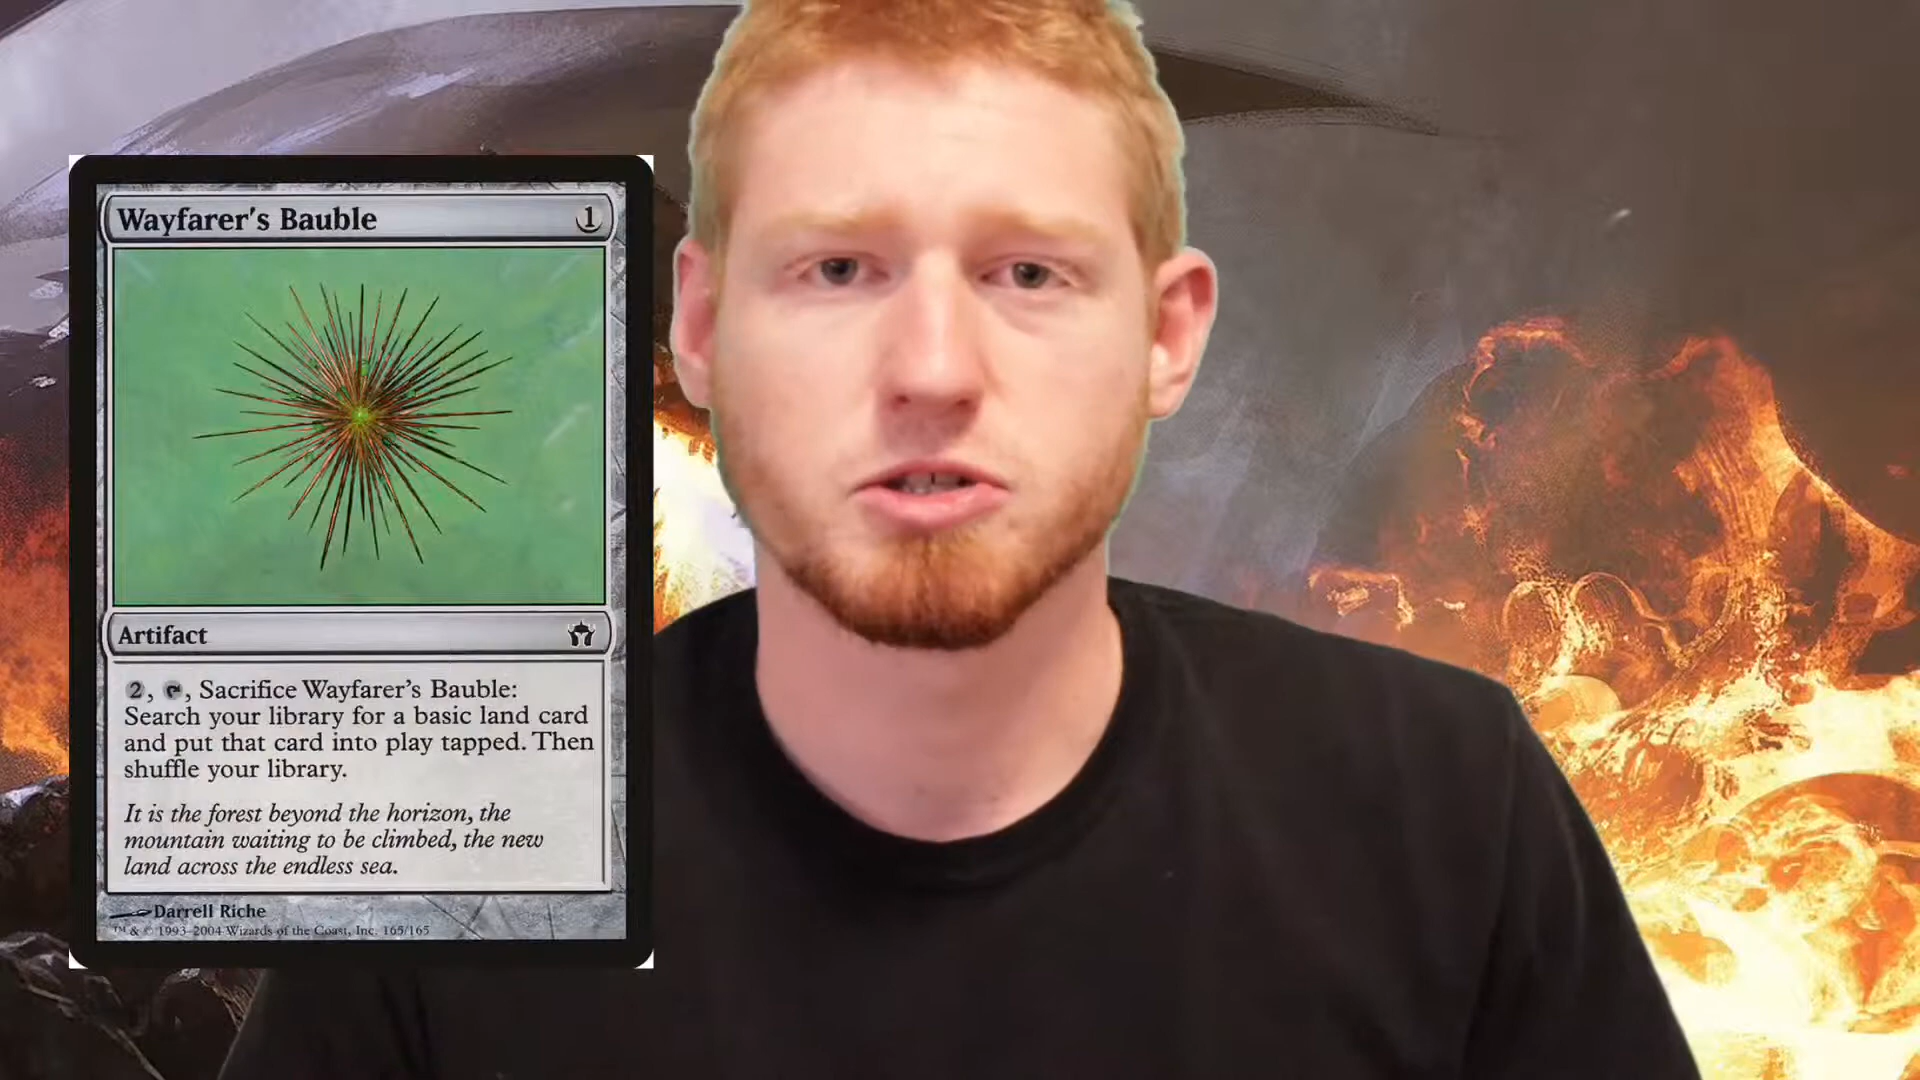 Wayfarer's Bauble 1
Artifact
2, , Sacrifice Wayfarer's Bauble:
Search your library for a basic land card
and put that card into play tapped. Then
shuffle your library.
It is the forest beyond the horizon, the
mountain waiting to be climbed, the new
land across the endless sea.
Darrell Riche
™ & © 1993-2004 Wizards of the Coast, Inc. 165/165